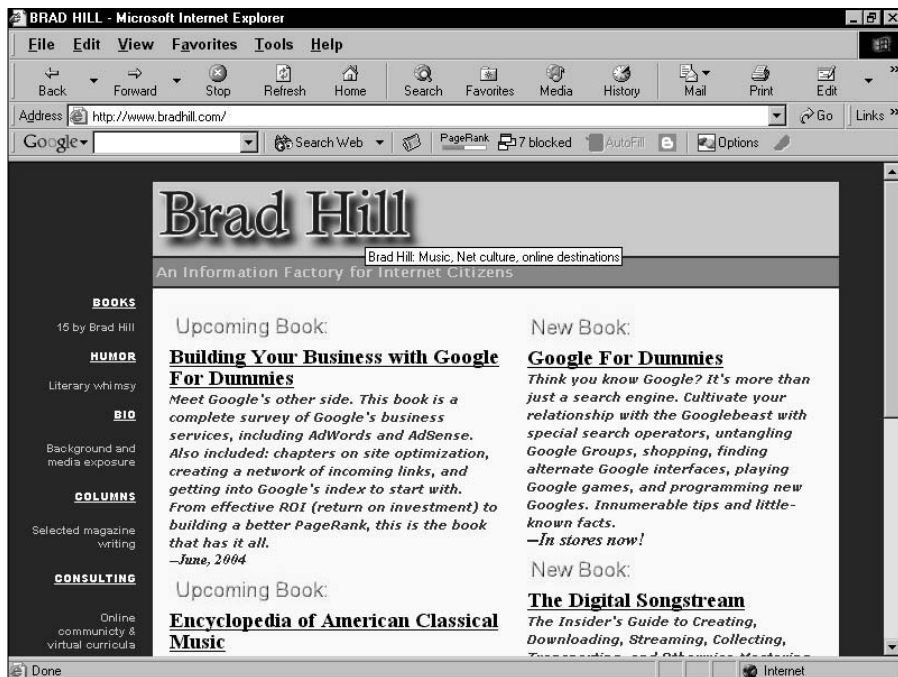 BRAD HILL - Microsoft Internet Explorer
File Edit View Favorites Tools Help
Back Forward Stop Refresh Home Search Favorites Media History Mail Print Edit
Address http://www.bradhill.com/ Go Links
Google Search Web PageRank 7 blocked AutoFill Options
Brad Hill
Brad Hill: Music, Net culture, online destinations
An Information Factory for Internet Citizens
BOOKS
15 by Brad Hill
HUMOR
Literary whimsy
BIO
Background and
media exposure
COLUMNS
Selected magazine
writing
CONSULTING
Online
communicty &
virtual curricula
Upcoming Book:
Building Your Business with Google
For Dummies
Meet Google's other side. This book is a
complete survey of Google's business
services, including AdWords and AdSense.
Also included: chapters on site optimization,
creating a network of incoming links, and
getting into Google's index to start with.
From effective ROI (return on investment) to
building a better PageRank, this is the book
that has it all.
—June, 2004
Upcoming Book:
Encyclopedia of American Classical
Music
New Book:
Google For Dummies
Think you know Google? It's more than
just a search engine. Cultivate your
relationship with the Googlebeast with
special search operators, untangling
Google Groups, shopping, finding
alternate Google interfaces, playing
Google games, and programming new
Googles. Innumerable tips and little-
known facts.
—In stores now!
New Book:
The Digital Songstream
The Insider's Guide to Creating,
Downloading, Streaming, Collecting,
Done Internet